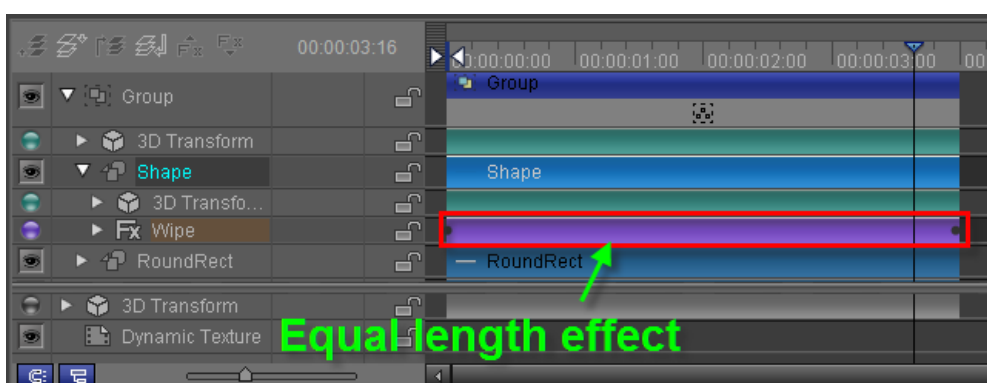 00:00:03:16
00:00:00:00 00:00:01:00 00:00:02:00 00:00:03:00 00
Group Group
3D Transform
Shape Shape
3D Transfo...
Fx Wipe
RoundRect RoundRect
3D Transform
Dynamic Texture
Equal length effect